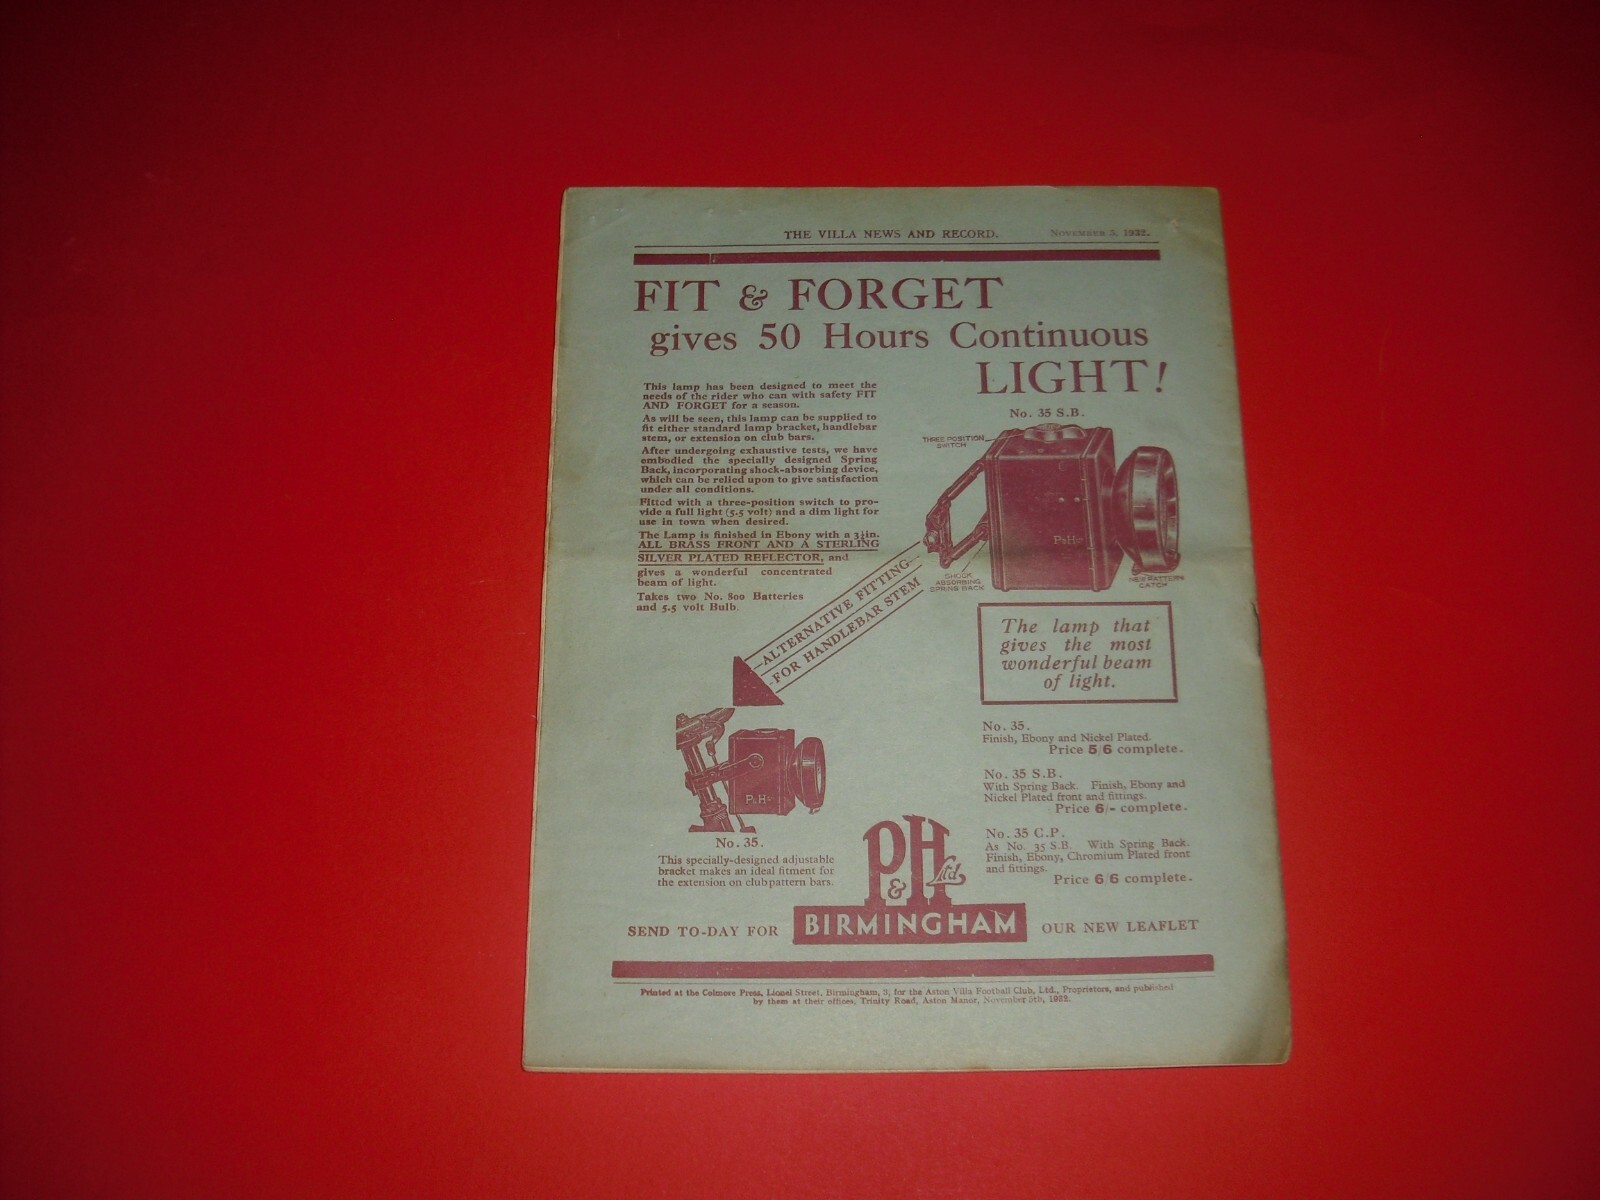 THE VILLA NEWS AND RECORD. NOVEMBER 5, 1932.
FIT & FORGET
gives 50 Hours Continuous
LIGHT!
This lamp has been designed to meet the
needs of the rider who can with safety FIT
AND FORGET for a season.
As will be seen, this lamp can be supplied to
fit either standard lamp bracket, handlebar
stem, or extension on club bars.
After undergoing exhaustive tests, we have
embodied the specially designed Spring
Back, incorporating shock-absorbing device,
which can be relied upon to give satisfaction
under all conditions.
Fitted with a three-position switch to pro-
vide a full light (5.5 volt) and a dim light for
use in town when desired.
The Lamp is finished in Ebony with a 3¼in.
ALL BRASS FRONT AND A STERLING
SILVER PLATED REFLECTOR, and
gives a wonderful concentrated
beam of light.
Takes two No. 800 Batteries
and 5.5 volt Bulb.
No. 35 S.B.
THREE POSITION
SWITCH
P&H
SHOCK
ABSORBING
SPRING BACK
NEW PATTERN
CATCH
ALTERNATIVE FITTING
FOR HANDLEBAR STEM
The lamp that
gives the most
wonderful beam
of light.
P&H
No. 35.
This specially-designed adjustable
bracket makes an ideal fitment for
the extension on club pattern bars.
No. 35.
Finish, Ebony and Nickel Plated.
Price 5/6 complete.
No. 35 S.B.
With Spring Back. Finish, Ebony and
Nickel Plated front and fittings.
Price 6/- complete.
No. 35 C.P.
As No. 35 S.B. With Spring Back.
Finish, Ebony, Chromium Plated front
and fittings.
Price 6/6 complete.
P&H Ltd.
SEND TO-DAY FOR BIRMINGHAM OUR NEW LEAFLET
Printed at the Colmore Press, Lionel Street, Birmingham, 3, for the Aston Villa Football Club, Ltd., Proprietors, and published
by them at their offices, Trinity Road, Aston Manor, November 5th, 1932.